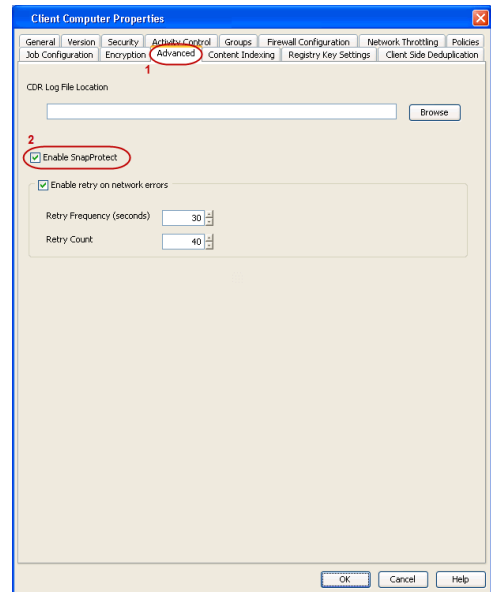 Client Computer Properties
General Version Security Activity Control Groups Firewall Configuration Network Throttling Policies
Job Configuration Encryption Advanced Content Indexing Registry Key Settings Client Side Deduplication
1
CDR Log File Location
Browse
2
Enable SnapProtect
Enable retry on network errors
Retry Frequency (seconds) 30
Retry Count 40
OK Cancel Help